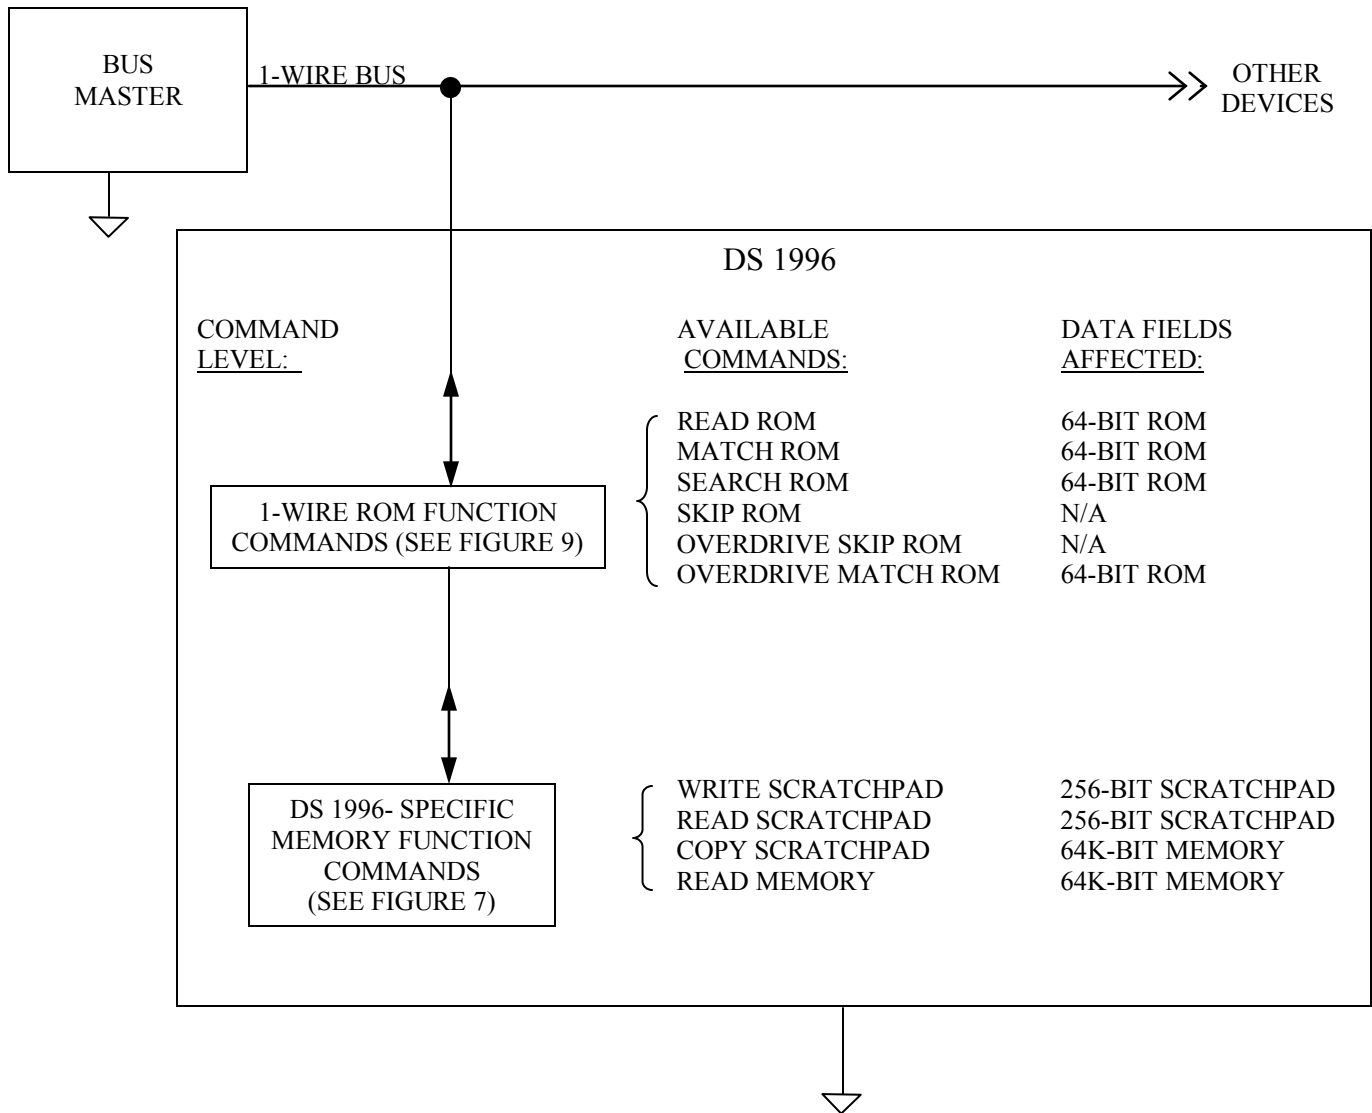 BUS
MASTER
1-WIRE BUS
OTHER
DEVICES
DS 1996
COMMAND
LEVEL:
AVAILABLE
COMMANDS:
DATA FIELDS
AFFECTED:
READ ROM 64-BIT ROM
MATCH ROM 64-BIT ROM
SEARCH ROM 64-BIT ROM
SKIP ROM N/A
OVERDRIVE SKIP ROM N/A
OVERDRIVE MATCH ROM 64-BIT ROM
1-WIRE ROM FUNCTION
COMMANDS (SEE FIGURE 9)
DS 1996- SPECIFIC
MEMORY FUNCTION
COMMANDS
(SEE FIGURE 7)
WRITE SCRATCHPAD 256-BIT SCRATCHPAD
READ SCRATCHPAD 256-BIT SCRATCHPAD
COPY SCRATCHPAD 64K-BIT MEMORY
READ MEMORY 64K-BIT MEMORY